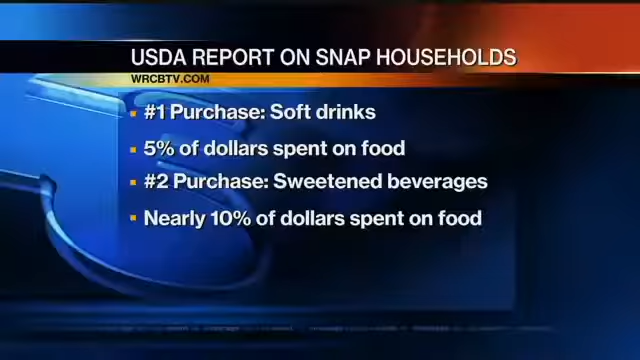 USDA REPORT ON SNAP HOUSEHOLDS
WRCBTV.COM
#1 Purchase: Soft drinks
5% of dollars spent on food
#2 Purchase: Sweetened beverages
Nearly 10% of dollars spent on food